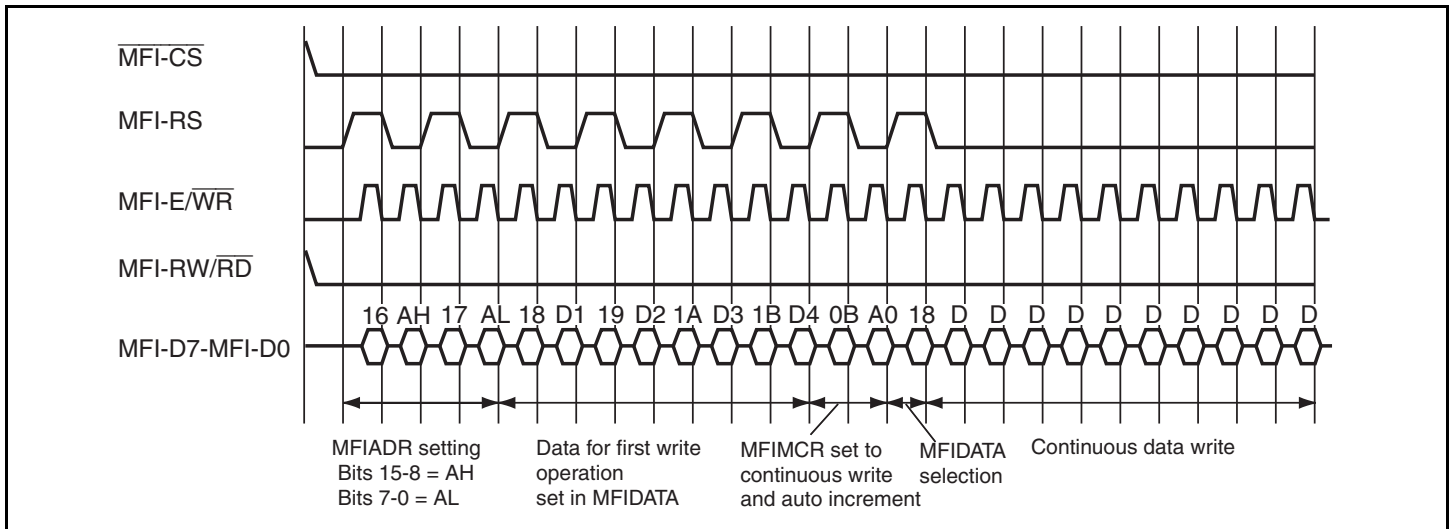 MFI-CS
MFI-RS
MFI-E/WR
MFI-RW/RD
16 AH 17 AL 18 D1 19 D2 1A D3 1B D4 0B A0 18 D D D D D D D D D D
MFI-D7-MFI-D0
MFIADR setting
Bits 15-8 = AH
Bits 7-0 = AL
Data for first write
operation
set in MFIDATA
MFIMCR set to
continuous write
and auto increment
MFIDATA
selection
Continuous data write